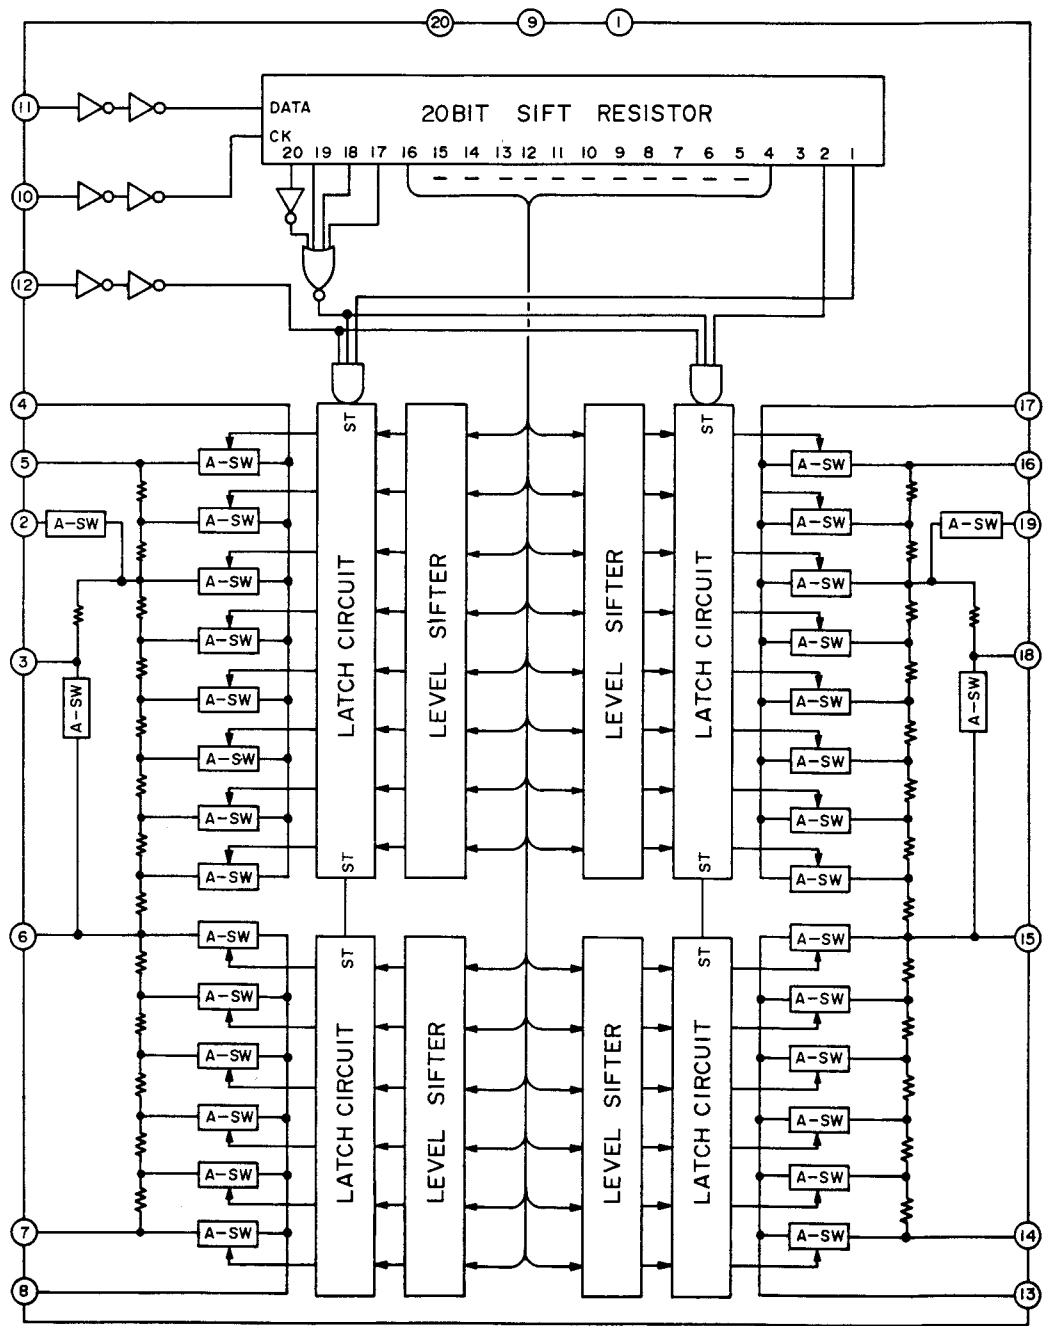 20 9 1
11 DATA 20BIT SIFT RESISTOR
CK
20 19 18 17 16 15 14 13 12 11 10 9 8 7 6 5 4 3 2 1
10
12
4 ST ST 17
5 A-SW A-SW 16
A-SW A-SW
2 A-SW A-SW 19
A-SW A-SW
A-SW A-SW
3 18
A-SW A-SW
A-SW A-SW
LATCH CIRCUIT LEVEL SIFTER LEVEL SIFTER LATCH CIRCUIT
A-SW A-SW
A-SW A-SW
A-SW A-SW
ST ST
6 A-SW A-SW 15
ST ST
A-SW A-SW
A-SW A-SW
LATCH CIRCUIT LEVEL SIFTER LEVEL SIFTER LATCH CIRCUIT
A-SW A-SW
A-SW A-SW
7 A-SW A-SW 14
8 13